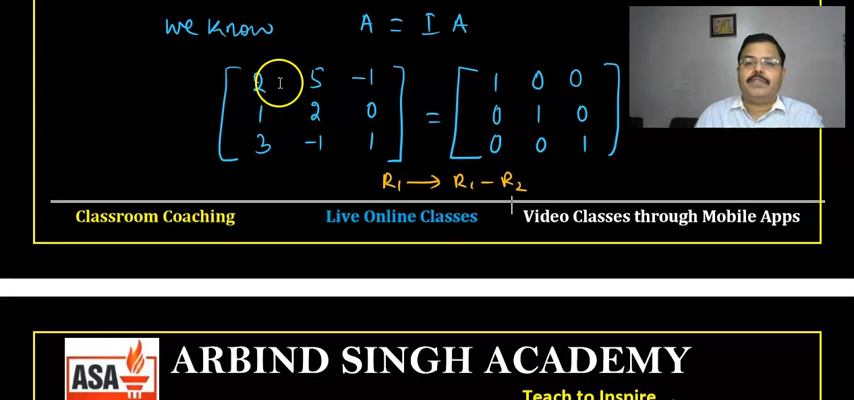 we know A = I A
[ 2 5 -1 ] [ 1 0 0 ]
[ 1 2 0 ] = [ 0 1 0 ]
[ 3 -1 1 ] [ 0 0 1 ]
R₁ → R₁ - R₂
Classroom Coaching Live Online Classes Video Classes through Mobile Apps
ASA ARBIND SINGH ACADEMY
Teach to Inspire